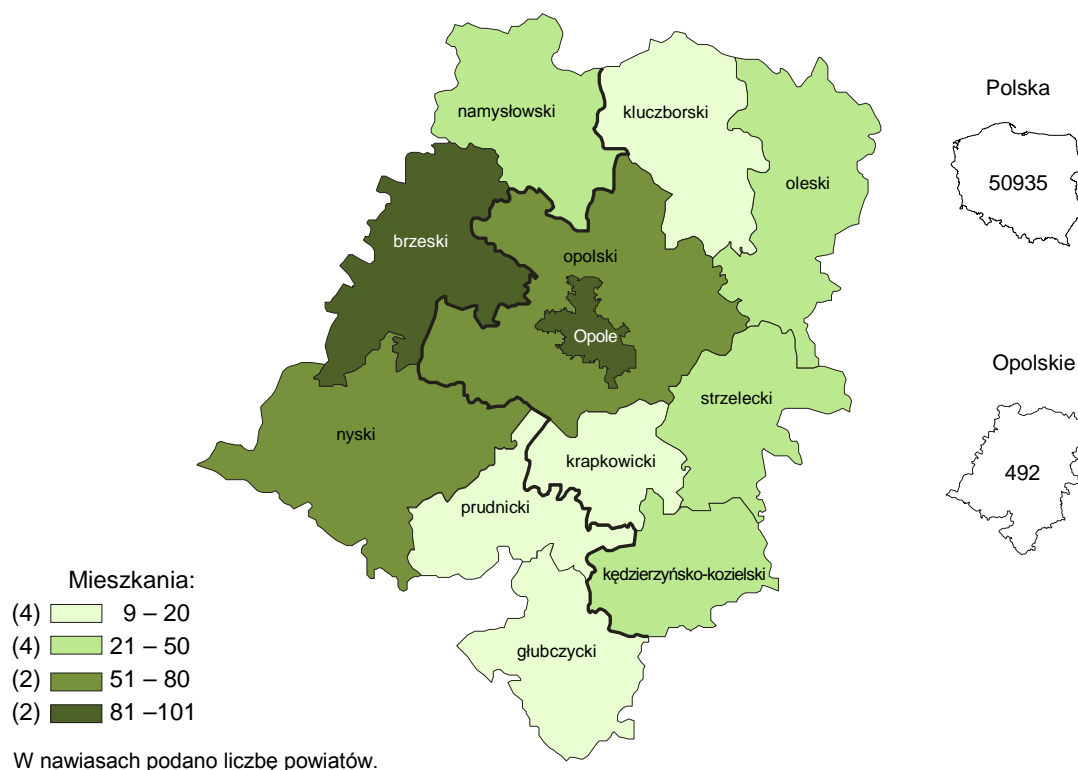 namysłowski
kluczborski
oleski
brzeski
opolski
Opole
strzelecki
nyski
krapkowicki
prudnicki
kędzierzyńsko-kozielski
głubczycki
Polska
50935
Opolskie
492
Mieszkania:
(4) 9 – 20
(4) 21 – 50
(2) 51 – 80
(2) 81 –101
W nawiasach podano liczbę powiatów.